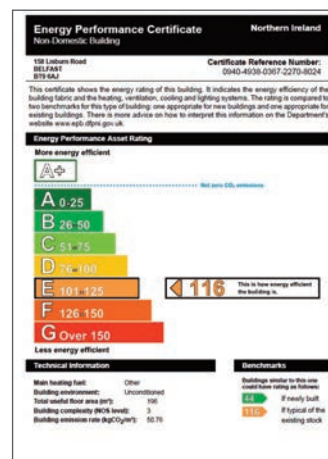 Energy Performance Certificate
Non-Domestic Building
Northern Ireland
158 Lisburn Road
BELFAST
BT9 6AJ
Certificate Reference Number:
0940-4938-0367-2270-8024
This certificate shows the energy rating of this building. It indicates the energy efficiency of the
building fabric and the heating, ventilation, cooling and lighting systems. The rating is compared to
two benchmarks for this type of building: one appropriate for new buildings and one appropriate for
existing buildings. There is more advice on how to interpret this information on the Department's
website www.epb.dfpni.gov.uk.
Energy Performance Asset Rating
More energy efficient
A+
Net zero CO₂ emissions
A 0-25
B 26-50
C 51-75
D 76-100
E 101-125
116
This is how energy efficient
the building is.
F 126-150
G Over 150
Less energy efficient
Technical Information
Main heating fuel: Other
Building environment: Unconditioned
Total useful floor area (m²): 196
Building complexity (NOS level): 3
Building emission rate (kgCO₂/m²): 50.76
Benchmarks
Buildings similar to this one
could have rating as follows:
44 If newly built
116 If typical of the
existing stock